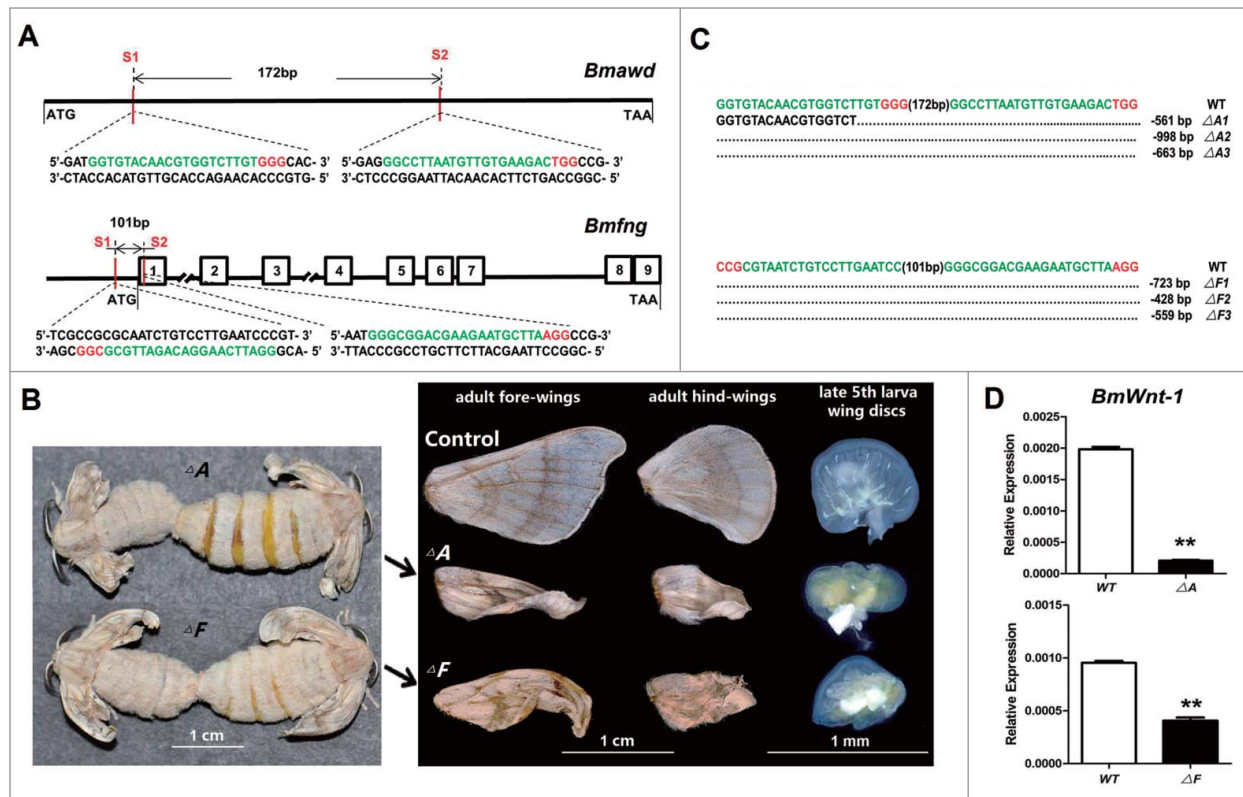 A
S1
S2
172bp
Bmawd
ATG
TAA
5'-GATGGTGTACAACGTGGTCTTGTGGGCAC- 3'
3'-CTACCACATGTTGCACCAGAACACCCGTG- 5'
5'-GAGGGCCTTAATGTTGTGAAGACTGGCCG- 3'
3'-CTCCCGGAATTACAACACTTCTGACCGGC- 5'
101bp
Bmfng
S1
S2
1 2 3 4 5 6 7 8 9
ATG
TAA
5'-TCGCCGCGCAATCTGTCCTTGAATCCCGT- 3'
3'-AGCGGCGCGTTAGACAGGAACTTAGGGCA- 5'
5'-AATGGGCGGACGAAGAATGCTTAAGGCCG-3'
3'-TTACCCGCCTGCTTCTTACGAATTCCGGC- 5'
C
GGTGTACAACGTGGTCTTGTGGG(172bp)GGCCTTAATGTTGTGAAGACTGG WT
GGTGTACAACGTGGTCT -561 bp △A1
-998 bp △A2
-663 bp △A3
CCGCGTAATCTGTCCTTGAATCC(101bp)GGGCGGACGAAGAATGCTTAAGG WT
-723 bp △F1
-428 bp △F2
-559 bp △F3
B
△A
△F
1 cm
adult fore-wings
adult hind-wings
late 5th larva
wing discs
Control
△A
△F
1 cm
1 mm
D
BmWnt-1
Relative Expression
0.0025
0.0020
0.0015
0.0010
0.0005
0.0000
**
WT
△A
Relative Expression
0.0015
0.0010
0.0005
0.0000
**
WT
△F